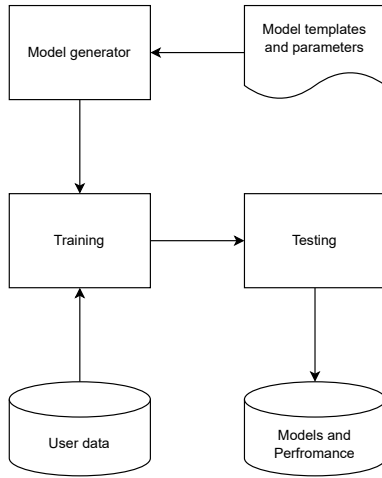 Model generator
Model templates
and parameters
Training
Testing
User data
Models and
Perfromance